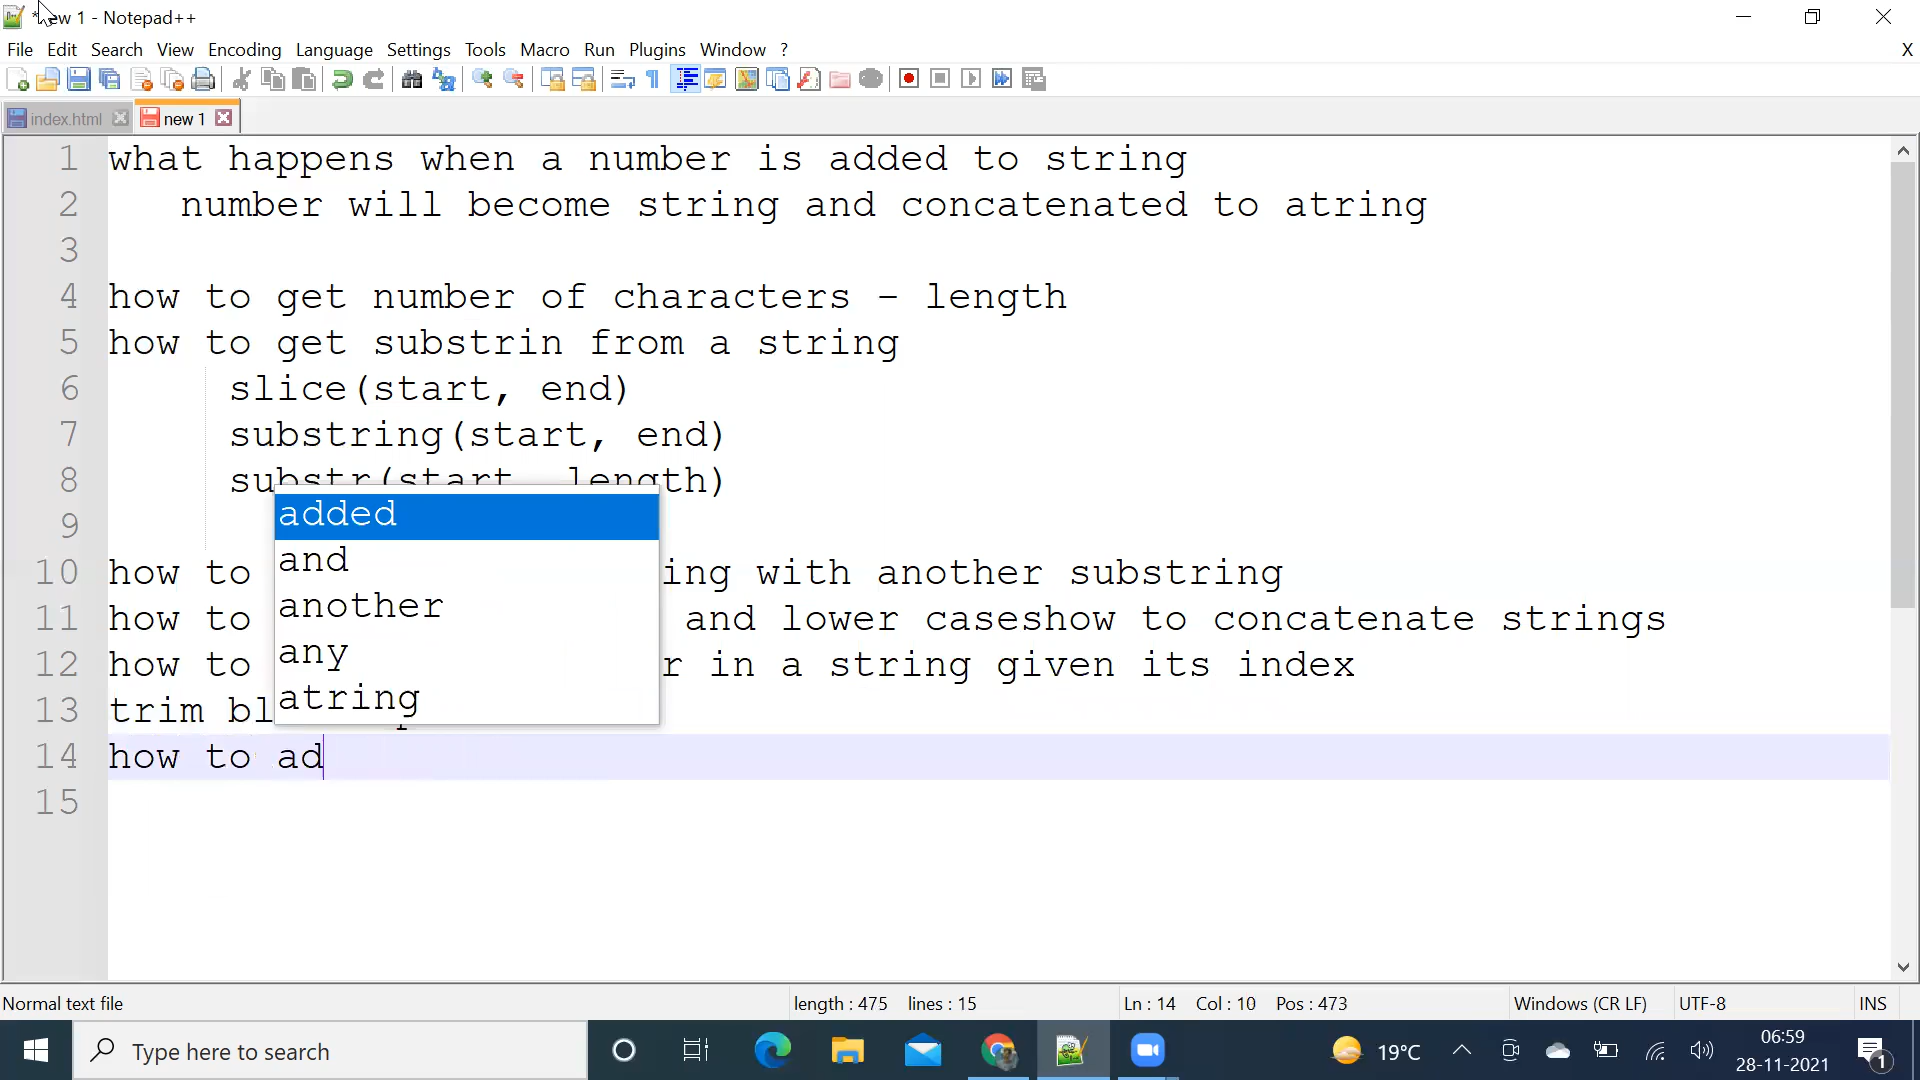 *new 1 - Notepad++
File Edit Search View Encoding Language Settings Tools Macro Run Plugins Window ? X
index.html new 1
1 what happens when a number is added to string
2 number will become string and concatenated to atring
3
4 how to get number of characters - length
5 how to get substrin from a string
6 slice(start, end)
7 substring(start, end)
8 substr(start, length)
added
9
and
10 how to ing with another substring
another
11 how to and lower caseshow to concatenate strings
any
12 how to r in a string given its index
atring
13 trim bl
14 how to ad
15
Normal text file length : 475 lines : 15 Ln : 14 Col : 10 Pos : 473 Windows (CR LF) UTF-8 INS
Type here to search 19°C 06:59
28-11-2021 1